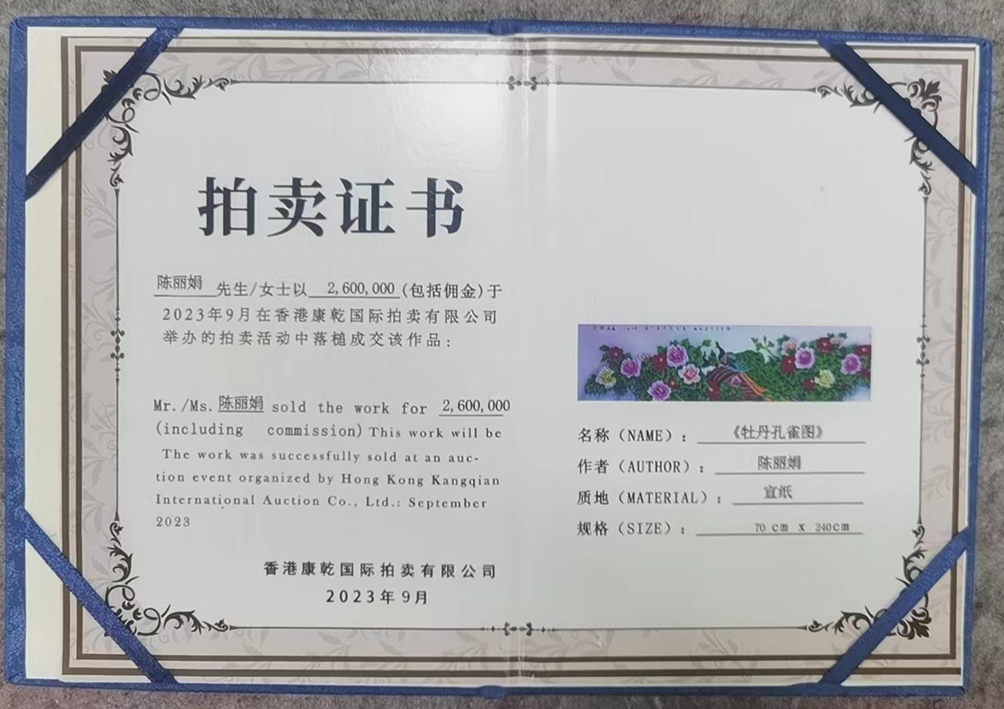 拍卖证书
陈丽娟 先生/女士以 2,600,000 (包括佣金)于
2023年9月在香港康乾国际拍卖有限公司
举办的拍卖活动中落槌成交该作品:
Mr./Ms. 陈丽娟 sold the work for 2,600,000
(including commission) This work will be
The work was successfully sold at an auc-
tion event organized by Hong Kong Kangqian
International Auction Co., Ltd.: September
2023
香港康乾国际拍卖有限公司
2023年9月
名称(NAME): 《牡丹孔雀图》
作者(AUTHOR): 陈丽娟
质地(MATERIAL): 宣纸
规格(SIZE): 70 cm x 240cm